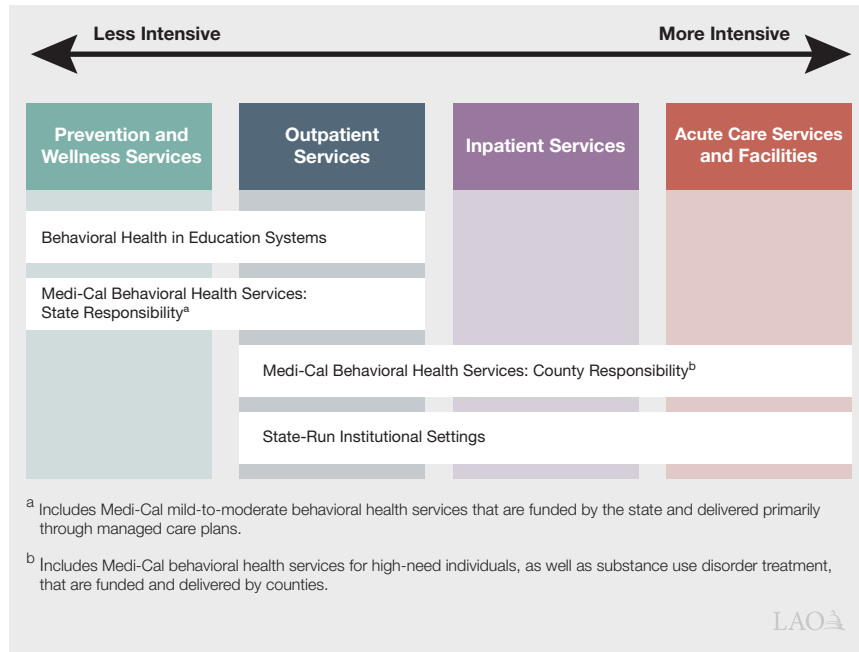 Less Intensive
More Intensive
Prevention and
Wellness Services
Outpatient
Services
Inpatient Services
Acute Care Services
and Facilities
Behavioral Health in Education Systems
Medi-Cal Behavioral Health Services:
State Responsibilityᵃ
Medi-Cal Behavioral Health Services: County Responsibilityᵇ
State-Run Institutional Settings
ᵃ Includes Medi-Cal mild-to-moderate behavioral health services that are funded by the state and delivered primarily
through managed care plans.
ᵇ Includes Medi-Cal behavioral health services for high-need individuals, as well as substance use disorder treatment,
that are funded and delivered by counties.
LAO